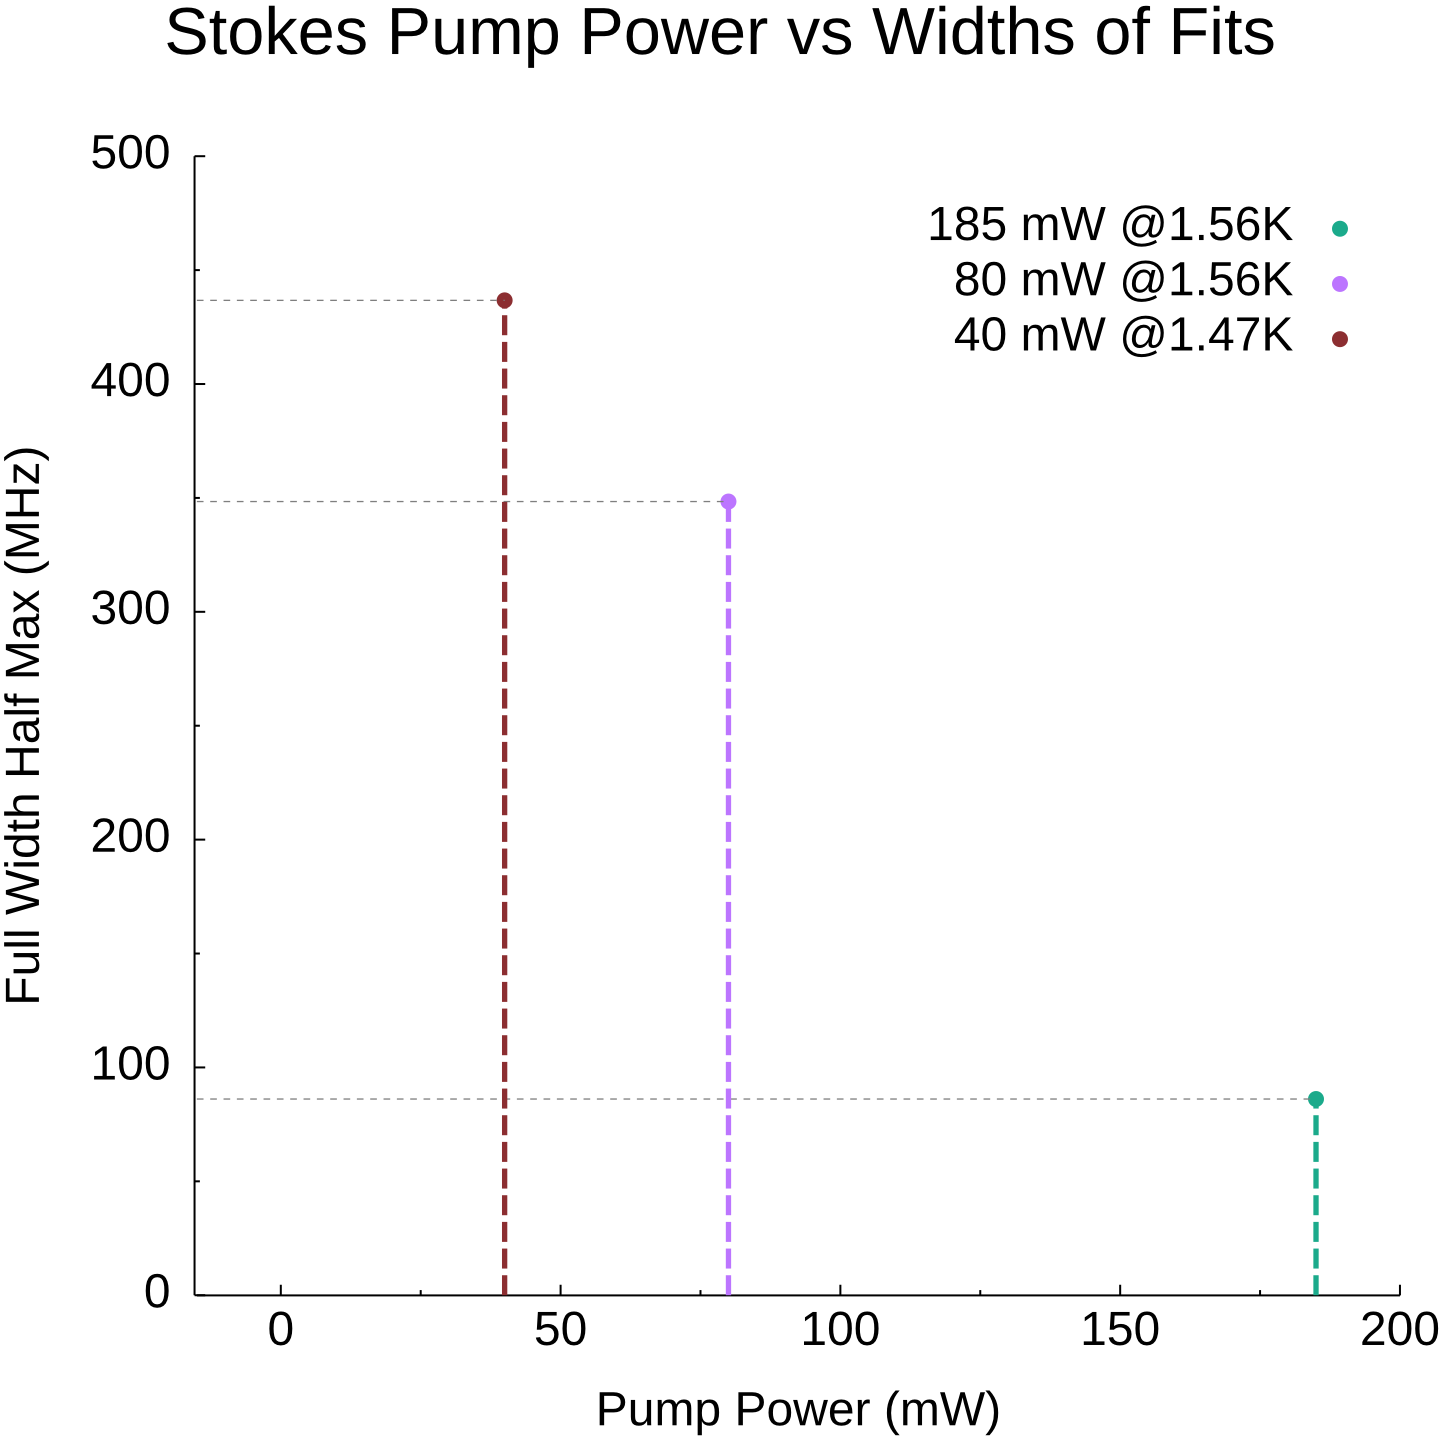 Stokes Pump Power vs Widths of Fits
500
400
300
200
100
0
Full Width Half Max (MHz)
185 mW @1.56K
80 mW @1.56K
40 mW @1.47K
0 50 100 150 200
Pump Power (mW)